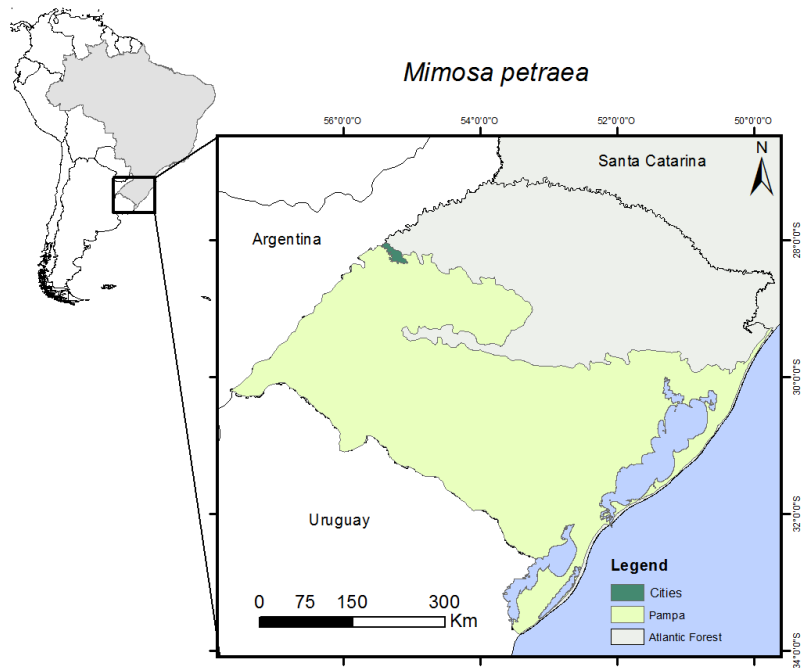 Mimosa petraea
56°0'0"W
54°0'0"W
52°0'0"W
50°0'0"W
N
Santa Catarina
Argentina
28°0'0"S
30°0'0"S
32°0'0"S
34°0'0"S
Uruguay
Legend
Cities
Pampa
Atlantic Forest
0 75 150 300
Km